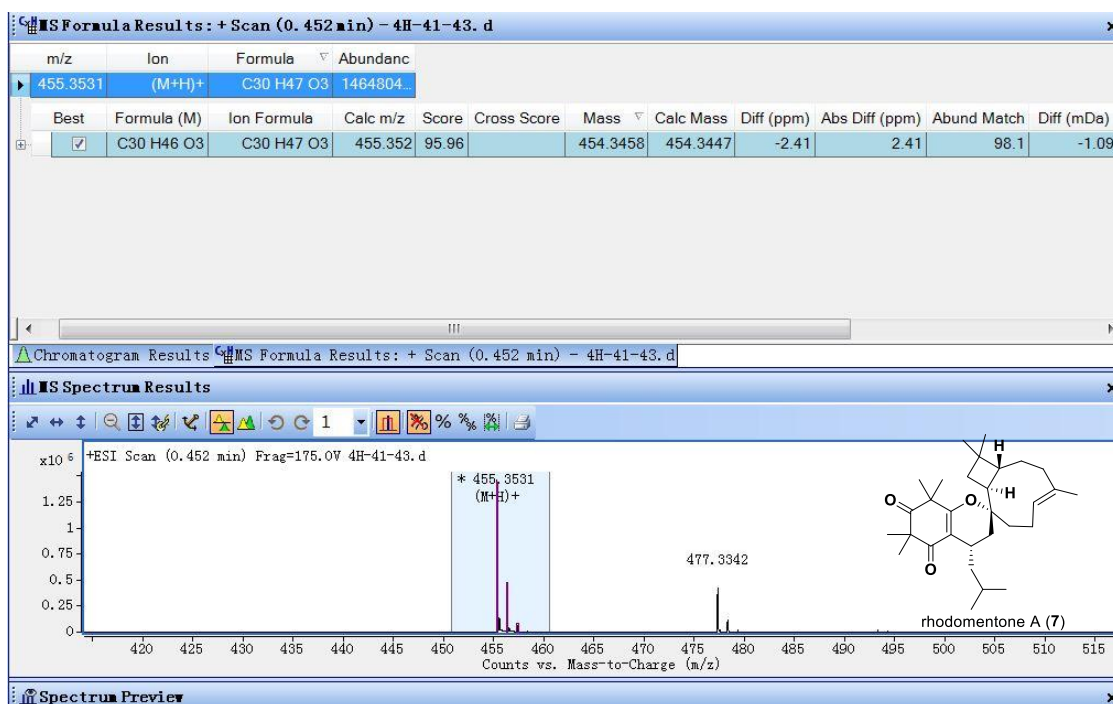 MS Formula Results: + Scan (0.452 min) - 4H-41-43. d
m/z Ion Formula Abundanc
455.3531 (M+H)+ C30 H47 O3 1464804...
Best Formula (M) Ion Formula Calc m/z Score Cross Score Mass Calc Mass Diff (ppm) Abs Diff (ppm) Abund Match Diff (mDa)
C30 H46 O3 C30 H47 O3 455.352 95.96 454.3458 454.3447 -2.41 2.41 98.1 -1.09
Chromatogram Results MS Formula Results: + Scan (0.452 min) - 4H-41-43. d
MS Spectrum Results
1 % %
x10 6 +ESI Scan (0.452 min) Frag=175.0V 4H-41-43. d
* 455.3531
(M+H)+
1.25
1
0.75
0.5
0.25
0
477.3342
H
H
O
O
O
rhodomentone A (7)
420 425 430 435 440 445 450 455 460 465 470 475 480 485 490 495 500 505 510 515
Counts vs. Mass-to-Charge (m/z)
Spectrum Preview